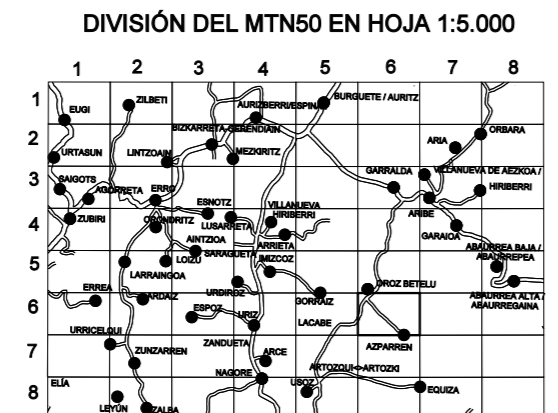 DIVISIÓN DEL MTN50 EN HOJA 1:5.000
1 2 3 4 5 6 7 8
1
ZILBETI
EUGI
AURIZBERRI/ESPINAL
BURGUETE / AURITZ
2
BIZKARRETA-GERENDIAIN
ORBARA
ARIA
URTASUN
LINTZOAIN
MEZKIRITZ
3
GARRALDA
VILLANUEVA DE AEZKOA /
HIRIBERRI
SAIGOTS
AGORRETA
ERRO
ARIBE
4
ZUBIRI
ESNOTZ
LUSARRETA
VILLANUEVA
HIRIBERRI
ORONDRITZ
GARAIOA
AINTZIOA
ARRIETA
ABAURREA BAJA /
ABAURREPEA
5
LARRAINGOA
LOIZU
SARAGUETA
IMIZCOZ
ERREA
ARDAIZ
URDIROZ
GORRAIZ
OROZ BETELU
ABAURREA ALTA /
ABAURREGAINA
6
ESPOZ
URIZ
LACABE
URRICELQUI
7
ZANDUETA
AZPARREN
ZUNZARREN
ARCE
ARTOZQUI<>ARTOZKI
NAGORE
8
ELÍA
USOZ
EQUIZA
LEYÚN
ZALBA